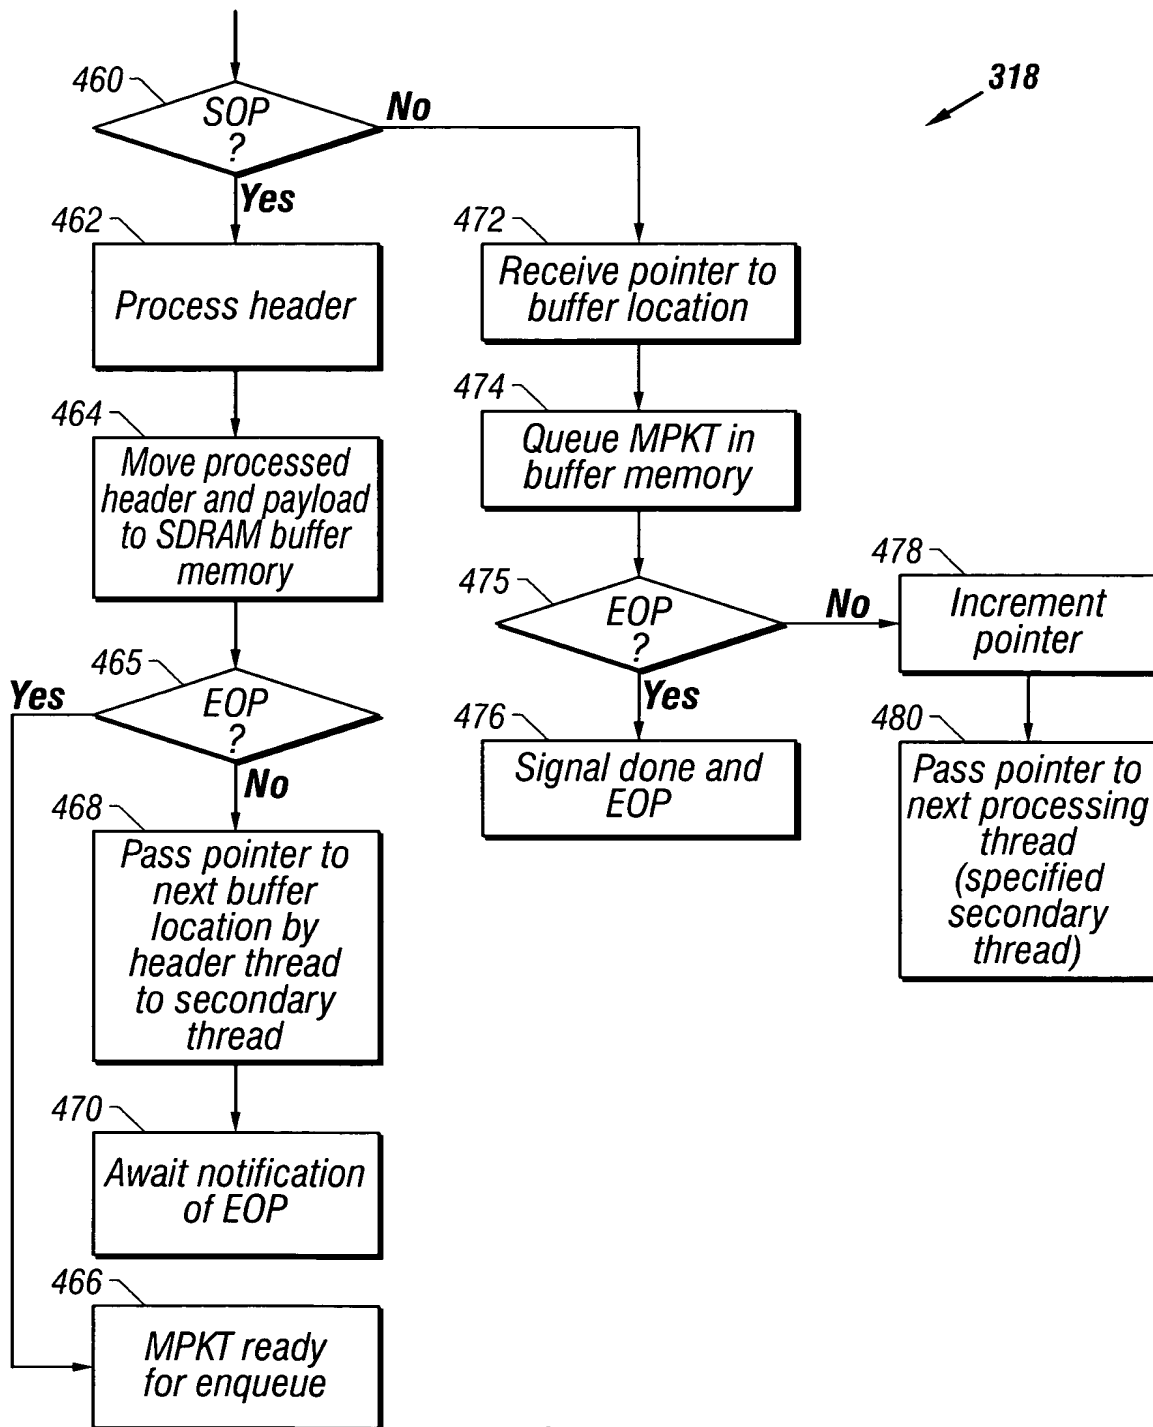 318
460
SOP
?
No
Yes
462
Process header
464
Move processed
header and payload
to SDRAM buffer
memory
465
EOP
?
Yes
No
468
Pass pointer to
next buffer
location by
header thread
to secondary
thread
470
Await notification
of EOP
466
MPKT ready
for enqueue
472
Receive pointer to
buffer location
474
Queue MPKT in
buffer memory
475
EOP
?
No
Yes
476
Signal done and
EOP
478
Increment
pointer
480
Pass pointer to
next processing
thread
(specified
secondary
thread)